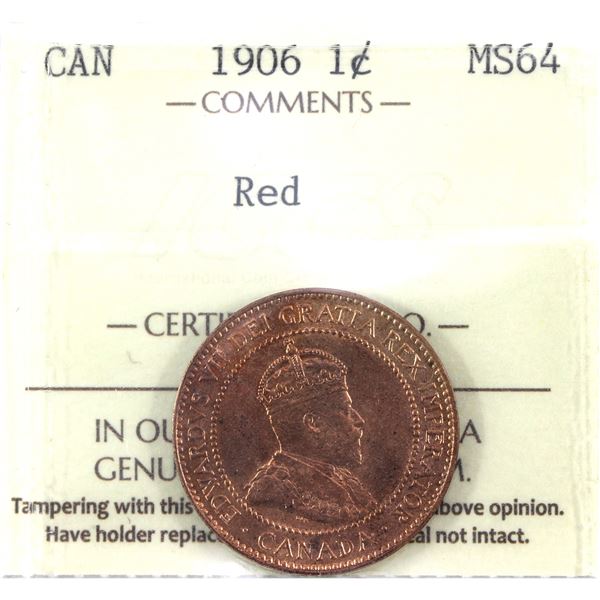 CAN 1906 1¢ MS64
— COMMENTS —
Red
— CERTI O. —
EDWARDVS VII DEI GRATIA REX IMPERATOR
CANADA
IN OU A
GENU M.
Tampering with this above opinion.
Have holder replac al not intact.